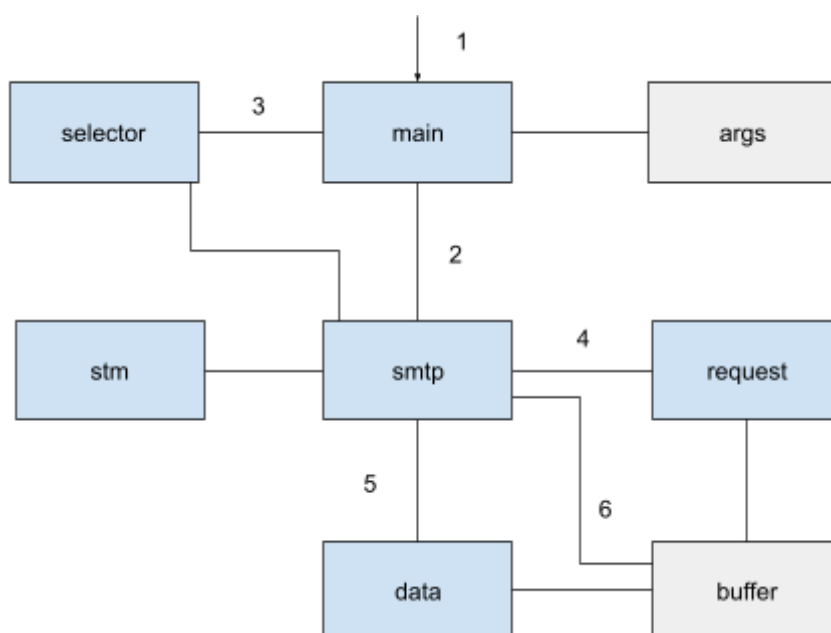 1
selector
3
main
args
2
stm
smtp
4
request
5
6
data
buffer